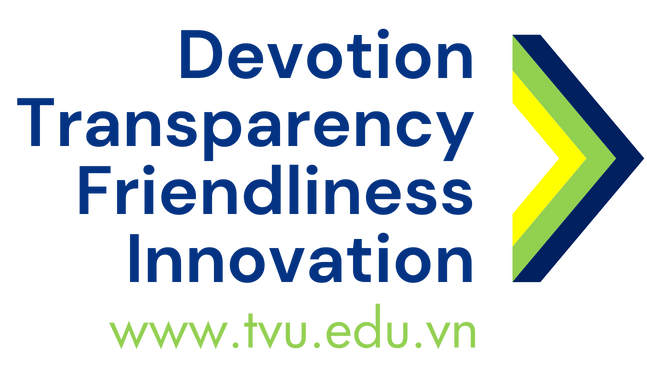 Devotion
Transparency
Friendliness
Innovation
www.tvu.edu.vn